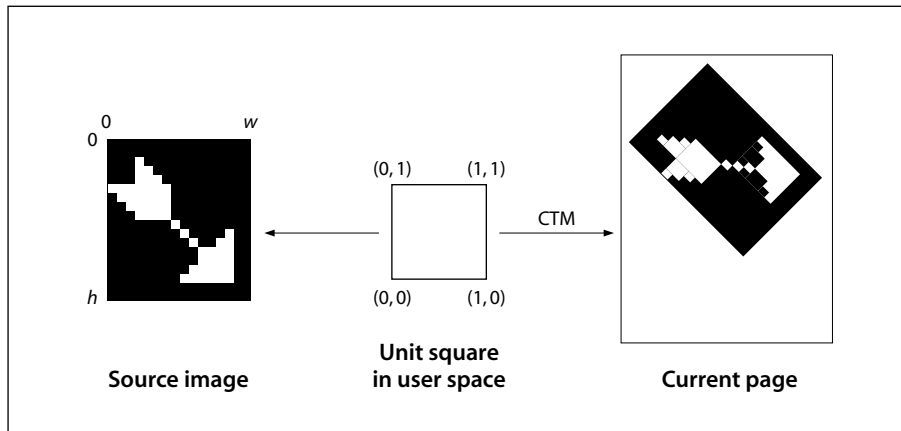 0
w
0
h
Source image
(0, 1)
(1, 1)
(0, 0)
(1, 0)
Unit square
in user space
CTM
Current page